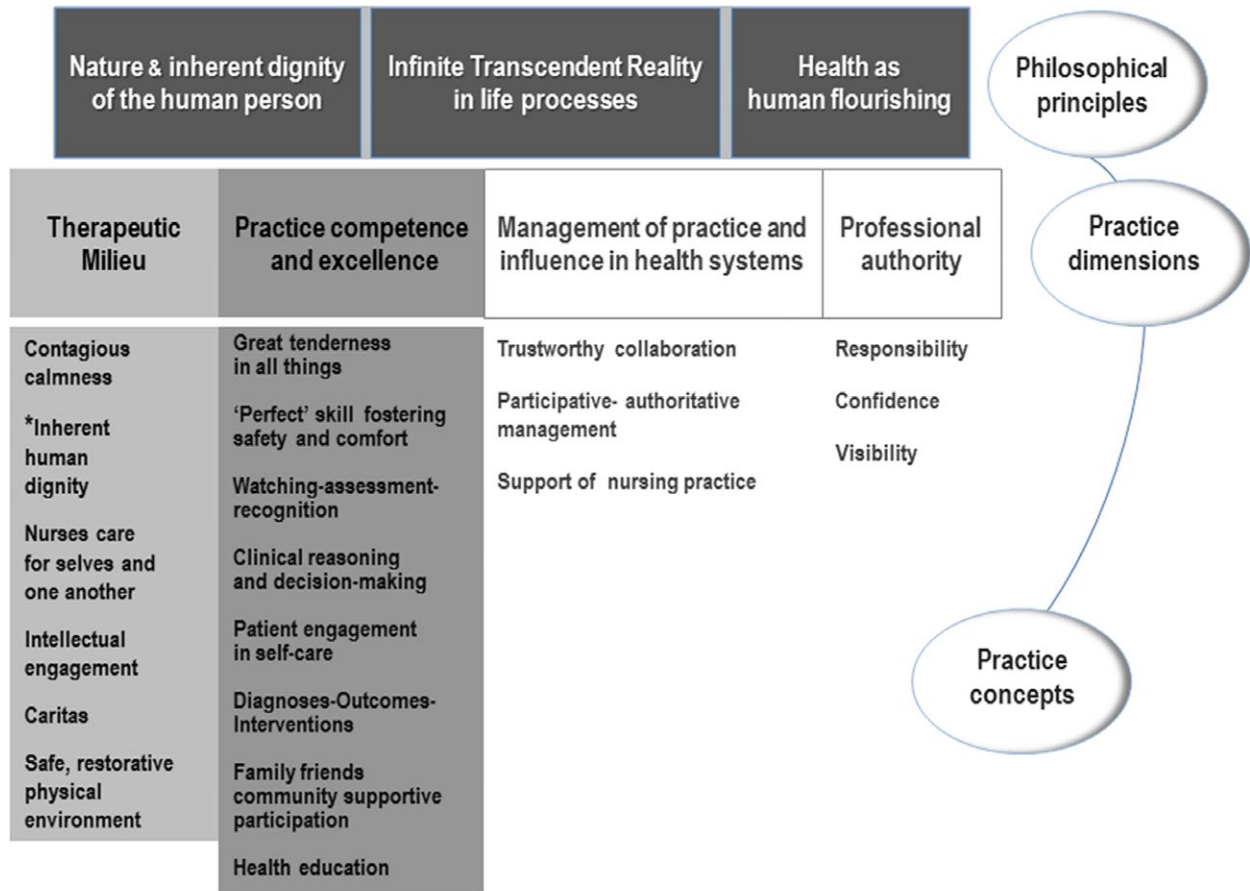 Nature & inherent dignity
of the human person
Infinite Transcendent Reality
in life processes
Health as
human flourishing
Philosophical
principles
Therapeutic
Milieu
Practice competence
and excellence
Management of practice and
influence in health systems
Professional
authority
Practice
dimensions
Contagious
calmness
*Inherent
human
dignity
Nurses care
for selves and
one another
Intellectual
engagement
Caritas
Safe, restorative
physical
environment
Great tenderness
in all things
‘Perfect’ skill fostering
safety and comfort
Watching-assessment-
recognition
Clinical reasoning
and decision-making
Patient engagement
in self-care
Diagnoses-Outcomes-
Interventions
Family friends
community supportive
participation
Health education
Trustworthy collaboration
Participative- authoritative
management
Support of nursing practice
Responsibility
Confidence
Visibility
Practice
concepts